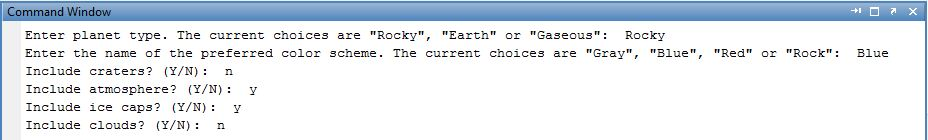 Command Window
Enter planet type. The current choices are "Rocky", "Earth" or "Gaseous":  Rocky
Enter the name of the preferred color scheme. The current choices are "Gray", "Blue", "Red" or "Rock":  Blue
Include craters? (Y/N):  n
Include atmosphere? (Y/N):  y
Include ice caps? (Y/N):  y
Include clouds? (Y/N):  n